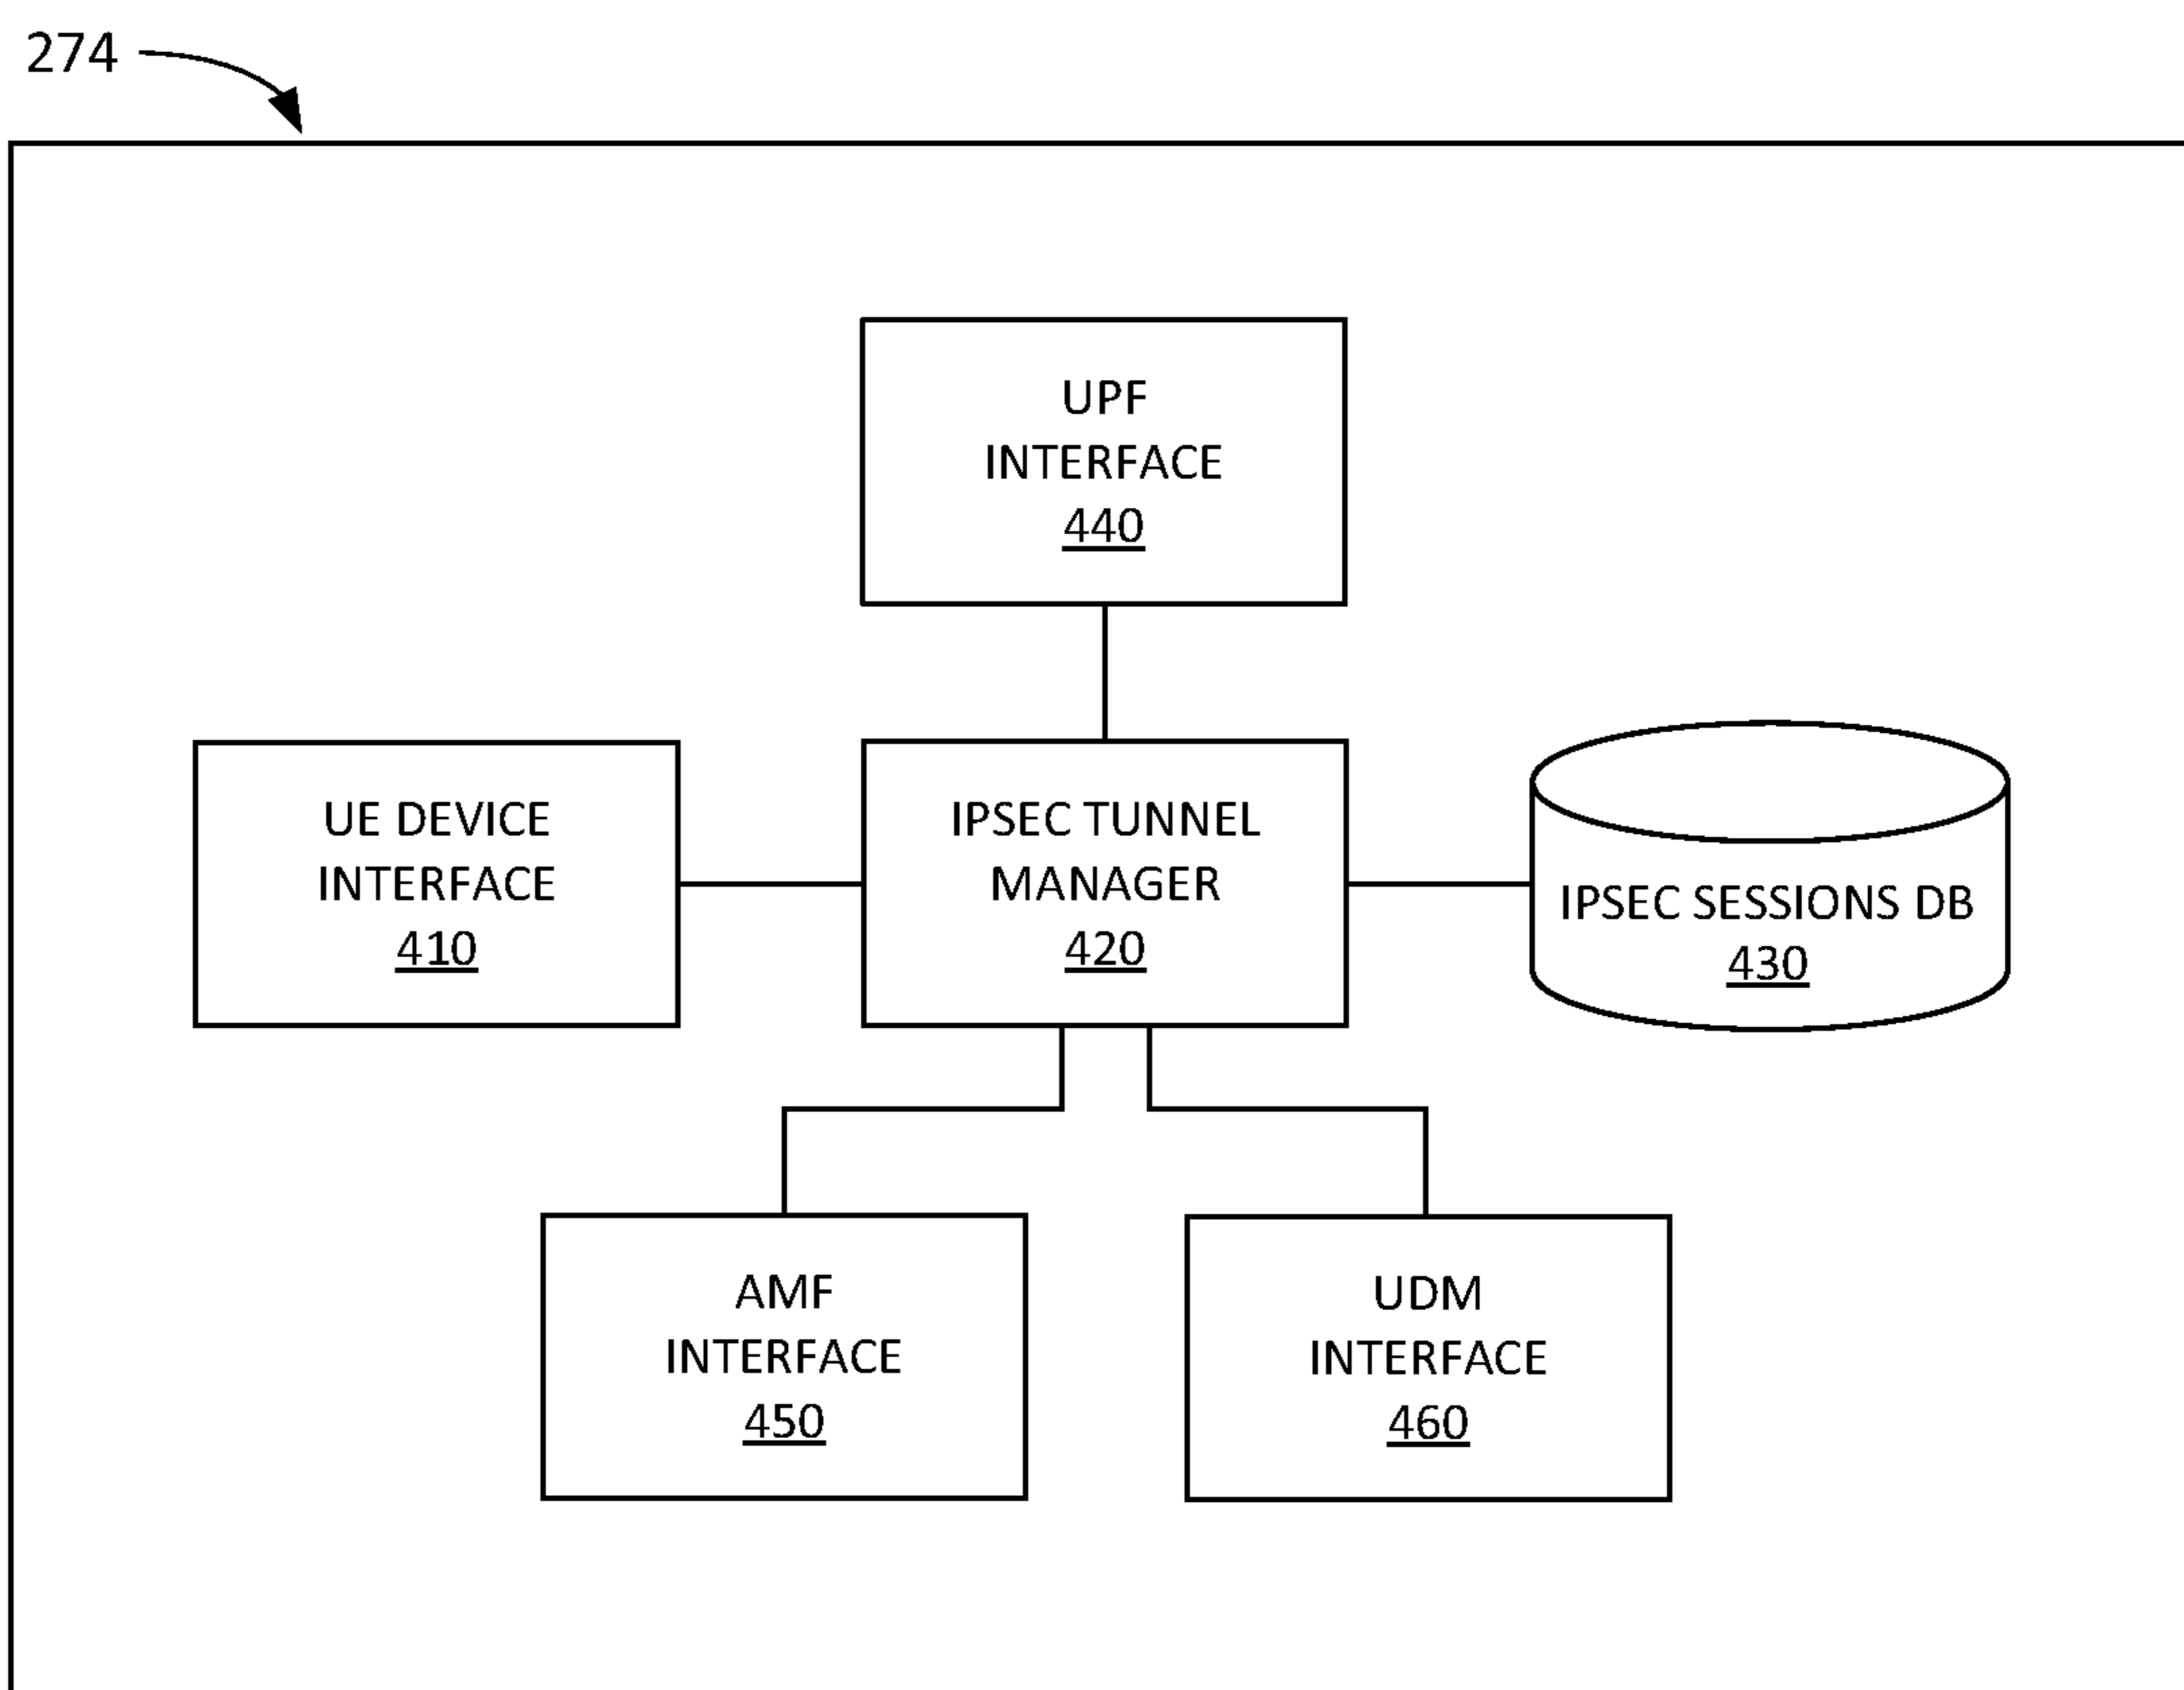 274
UPF
INTERFACE
440
UE DEVICE
INTERFACE
410
IPSEC TUNNEL
MANAGER
420
IPSEC SESSIONS DB
430
AMF
INTERFACE
450
UDM
INTERFACE
460